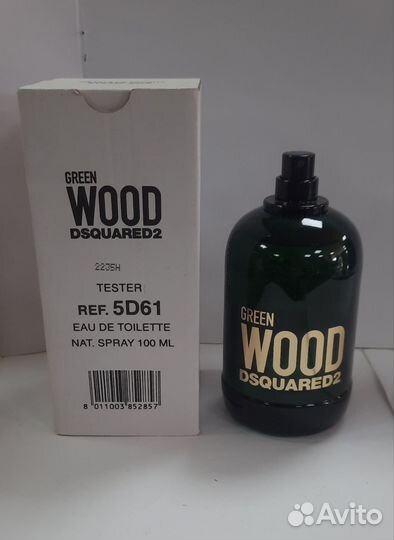 GREEN
WOOD
DSQUARED2
2205H
TESTER
REF. 5D61
EAU DE TOILETTE
NAT. SPRAY 100 ML
8 011003 852857
GREEN
WOOD
DSQUARED2
Avito